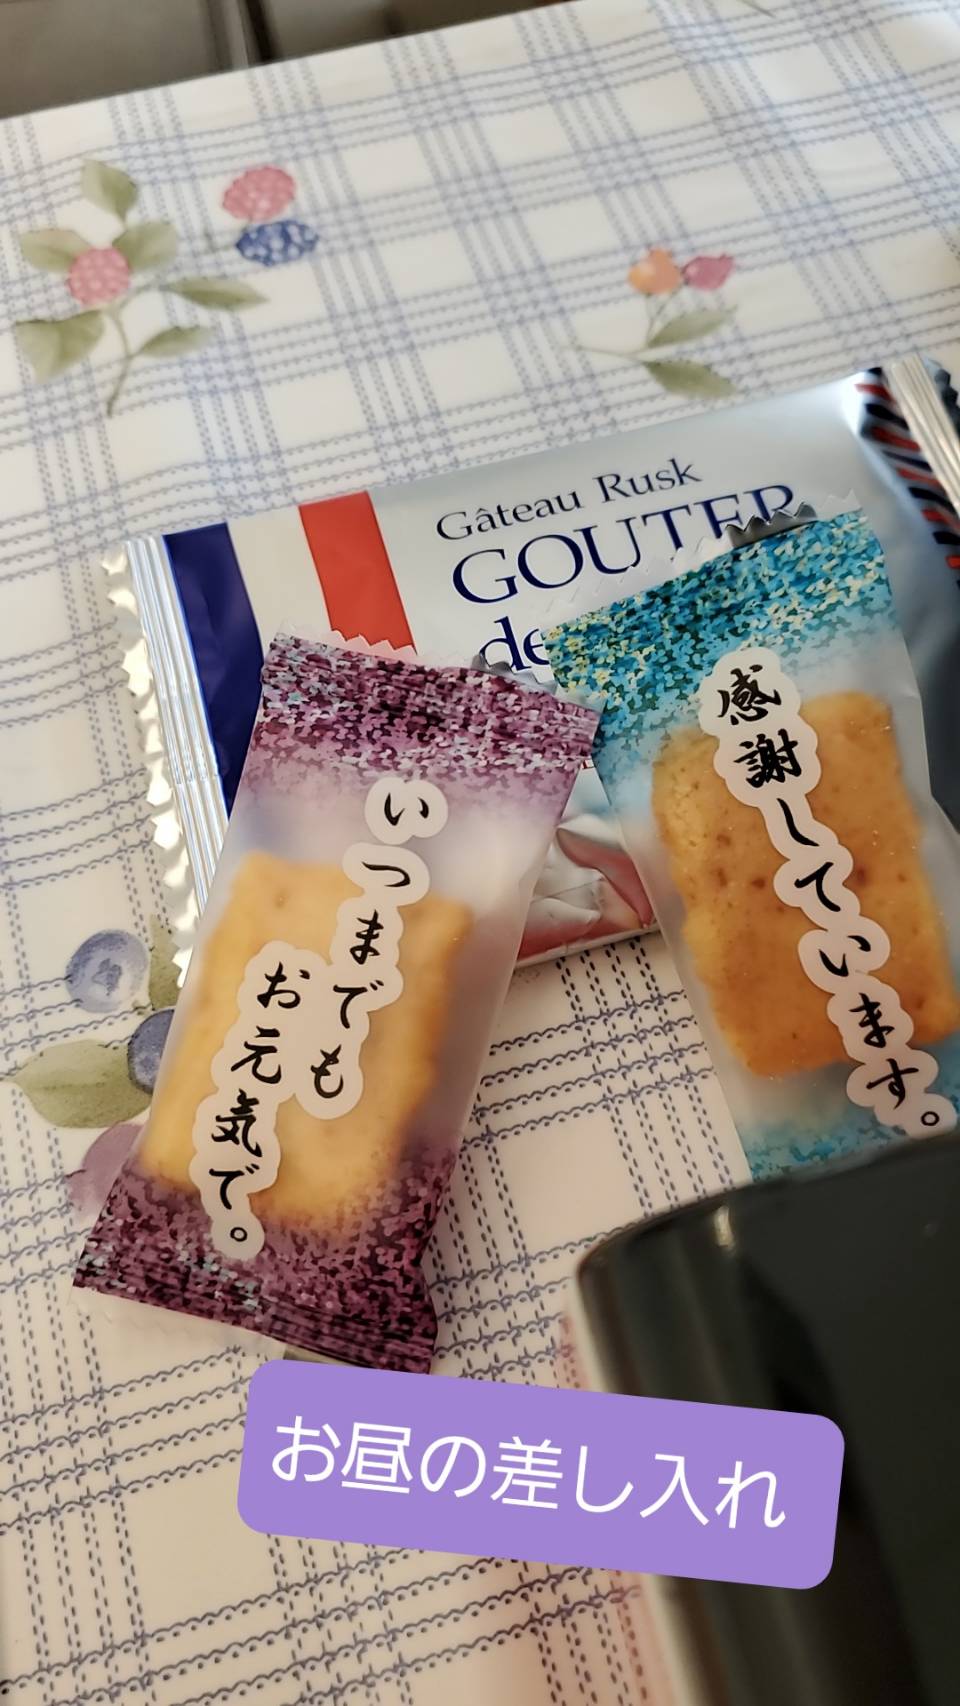 Gâteau Rusk
GOUTER
de
感謝しています。
いつまでも
お元気で。
お昼の差し入れ